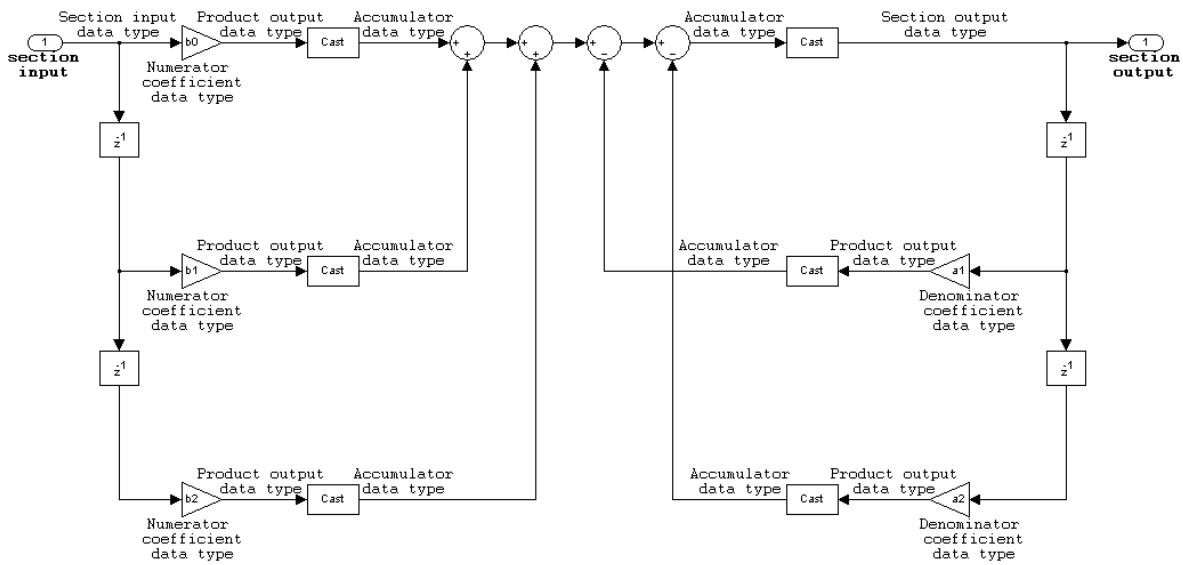 Section input
data type
Product output
data type
Accumulator
data type
Accumulator
data type
Section output
data type
1
section
input
b0
Cast
+
+
+
+
+
−
+
−
Cast
1
section
output
Numerator
coefficient
data type
z-1
z-1
Product output
data type
Accumulator
data type
Accumulator
data type
Product output
data type
b1
Cast
Cast
a1
Numerator
coefficient
data type
Denominator
coefficient
data type
z-1
z-1
Product output
data type
Accumulator
data type
Accumulator
data type
Product output
data type
b2
Cast
Cast
a2
Numerator
coefficient
data type
Denominator
coefficient
data type